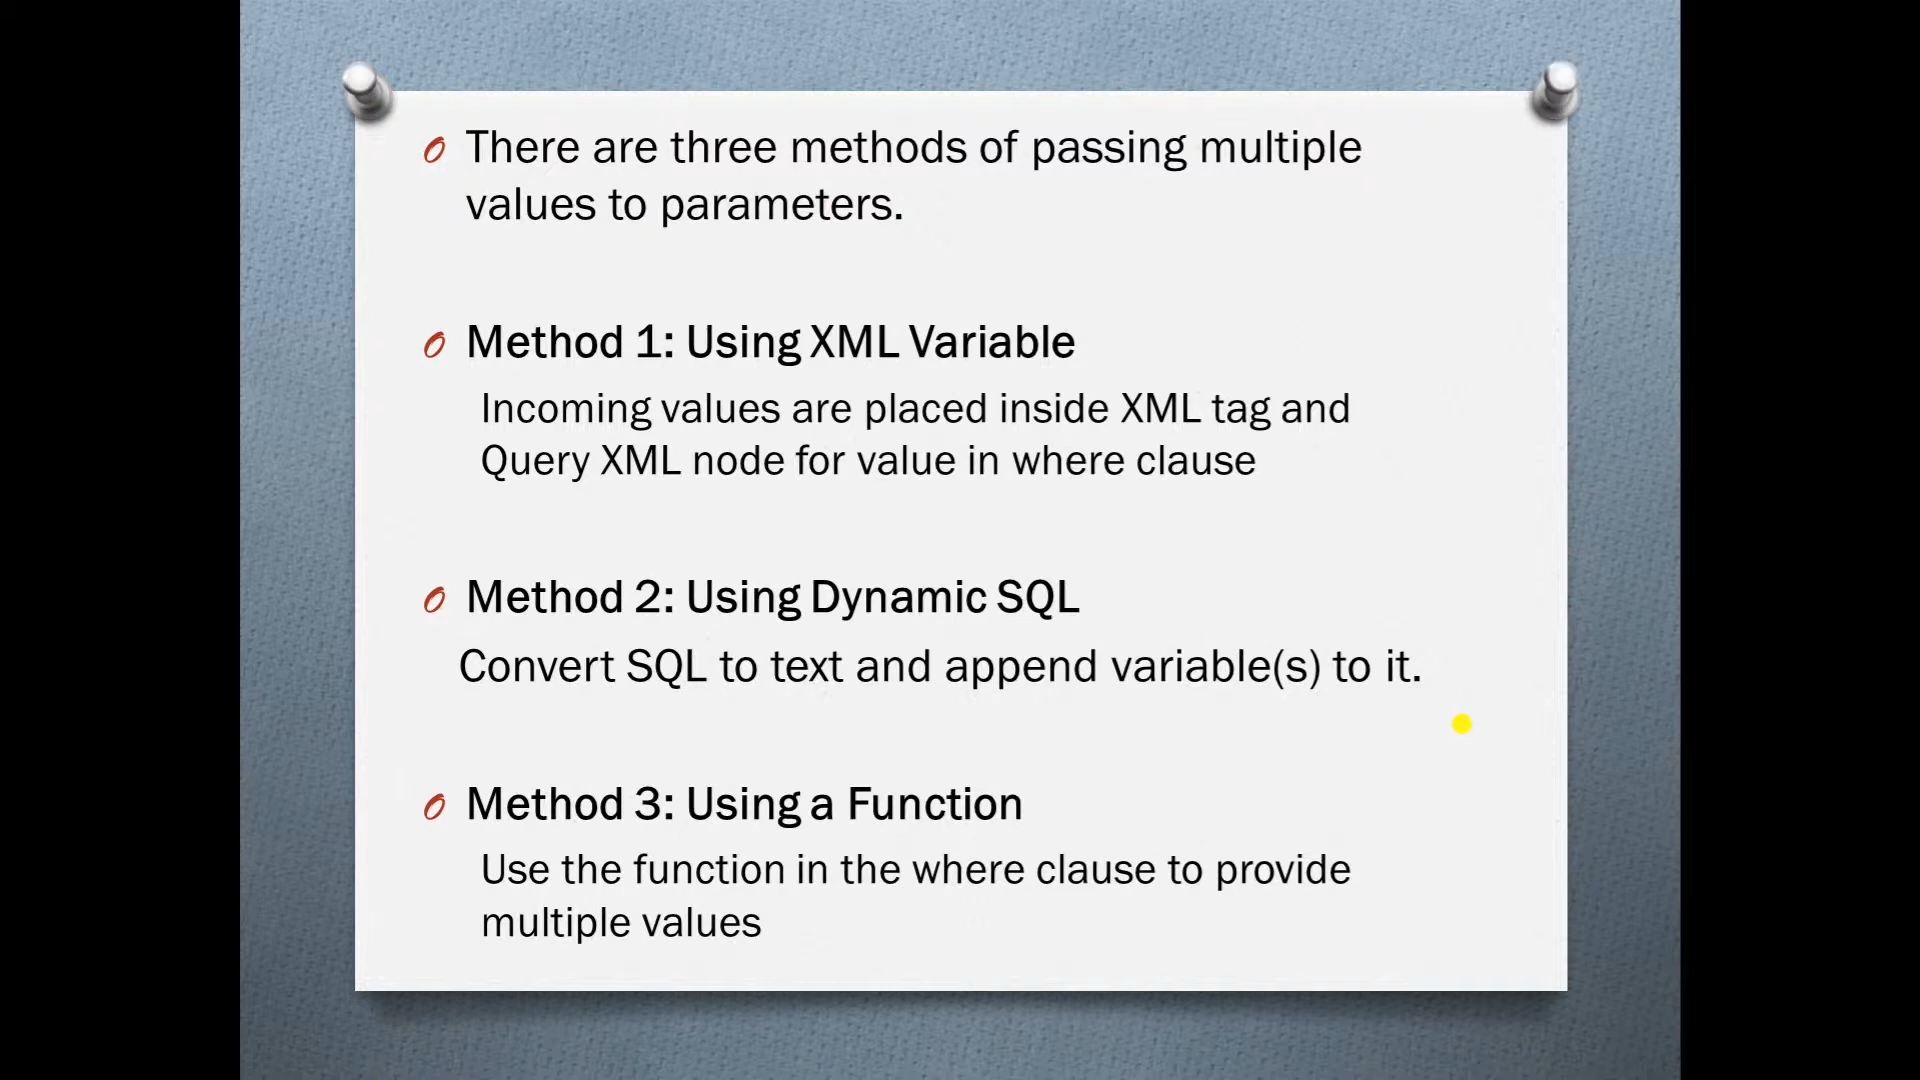 There are three methods of passing multiple
values to parameters.
Method 1: Using XML Variable
Incoming values are placed inside XML tag and
Query XML node for value in where clause
Method 2: Using Dynamic SQL
Convert SQL to text and append variable(s) to it.
Method 3: Using a Function
Use the function in the where clause to provide
multiple values